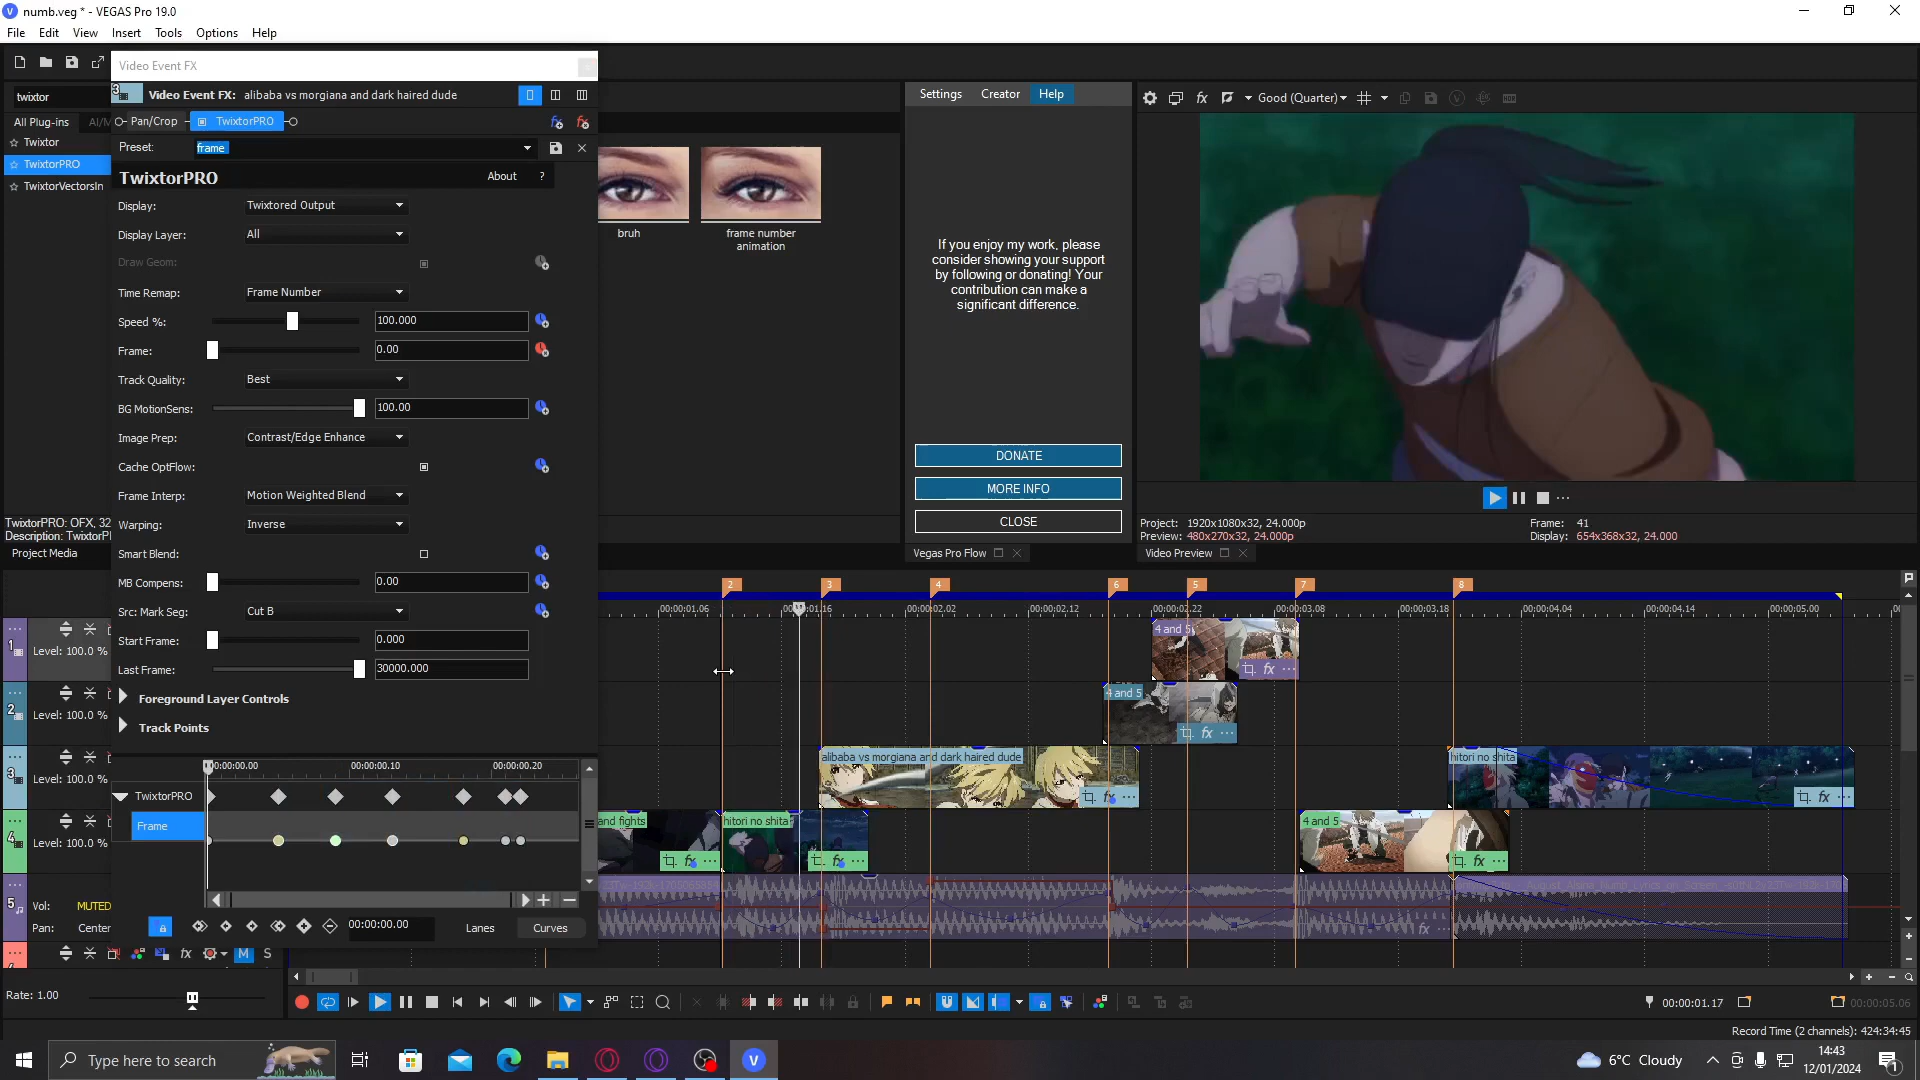 numb.veg * - VEGAS Pro 19.0
File Edit View Insert Tools Options Help
Video Event FX
twixtor
Video Event FX: alibaba vs morgiana and dark haired dude
All Plug-ins
Pan/Crop
TwixtorPRO
Twixtor
TwixtorPRO
TwixtorVectorsIn
Preset: frame
TwixtorPRO
About ?
Display: Twixtored Output
Display Layer: All
Draw Geom:
Time Remap: Frame Number
Speed %: 100.000
Frame: 0.00
Track Quality: Best
BG MotionSens: 100.00
Image Prep: Contrast/Edge Enhance
Cache OptFlow:
Frame Interp: Motion Weighted Blend
Warping: Inverse
Smart Blend:
MB Compens: 0.00
Src: Mark Seg: Cut B
Start Frame: 0.000
Last Frame: 30000.000
Foreground Layer Controls
Track Points
TwixtorPRO: OFX, 32
Description: TwixtorP
Project Media
bruh
frame number
animation
Settings Creator Help
If you enjoy my work, please
consider showing your support
by following or donating! Your
contribution can make a
significant difference.
DONATE
MORE INFO
CLOSE
Vegas Pro Flow
Good (Quarter)
Project: 1920x1080x32, 24.000p
Preview: 480x270x32, 24.000p
Frame: 41
Display: 654x368x32, 24.000
Video Preview
2 3 4 6 5 7 8
00:00:01.06 00:00:01.16 00:00:02.02 00:00:02.12 00:00:02.22 00:00:03.08 00:00:03.18 00:00:04.04 00:00:04.14 00:00:05.00
1
Level: 100.0 %
4 and 5
2
Level: 100.0 %
4 and 5
3
Level: 100.0 %
alibaba vs morgiana and dark haired dude
hitori no shita
4
Level: 100.0 %
and fights
hitori no shita
4 and 5
5
Vol: MUTED
Pan: Center
00:00:00.00 00:00:00.10 00:00:00.20
TwixtorPRO
Frame
00:00:00.00
Lanes
Curves
M S
Rate: 1.00
00:00:01.17
00:00:05.06
Record Time (2 channels): 424:34:45
Type here to search
6°C Cloudy
14:43
12/01/2024
1